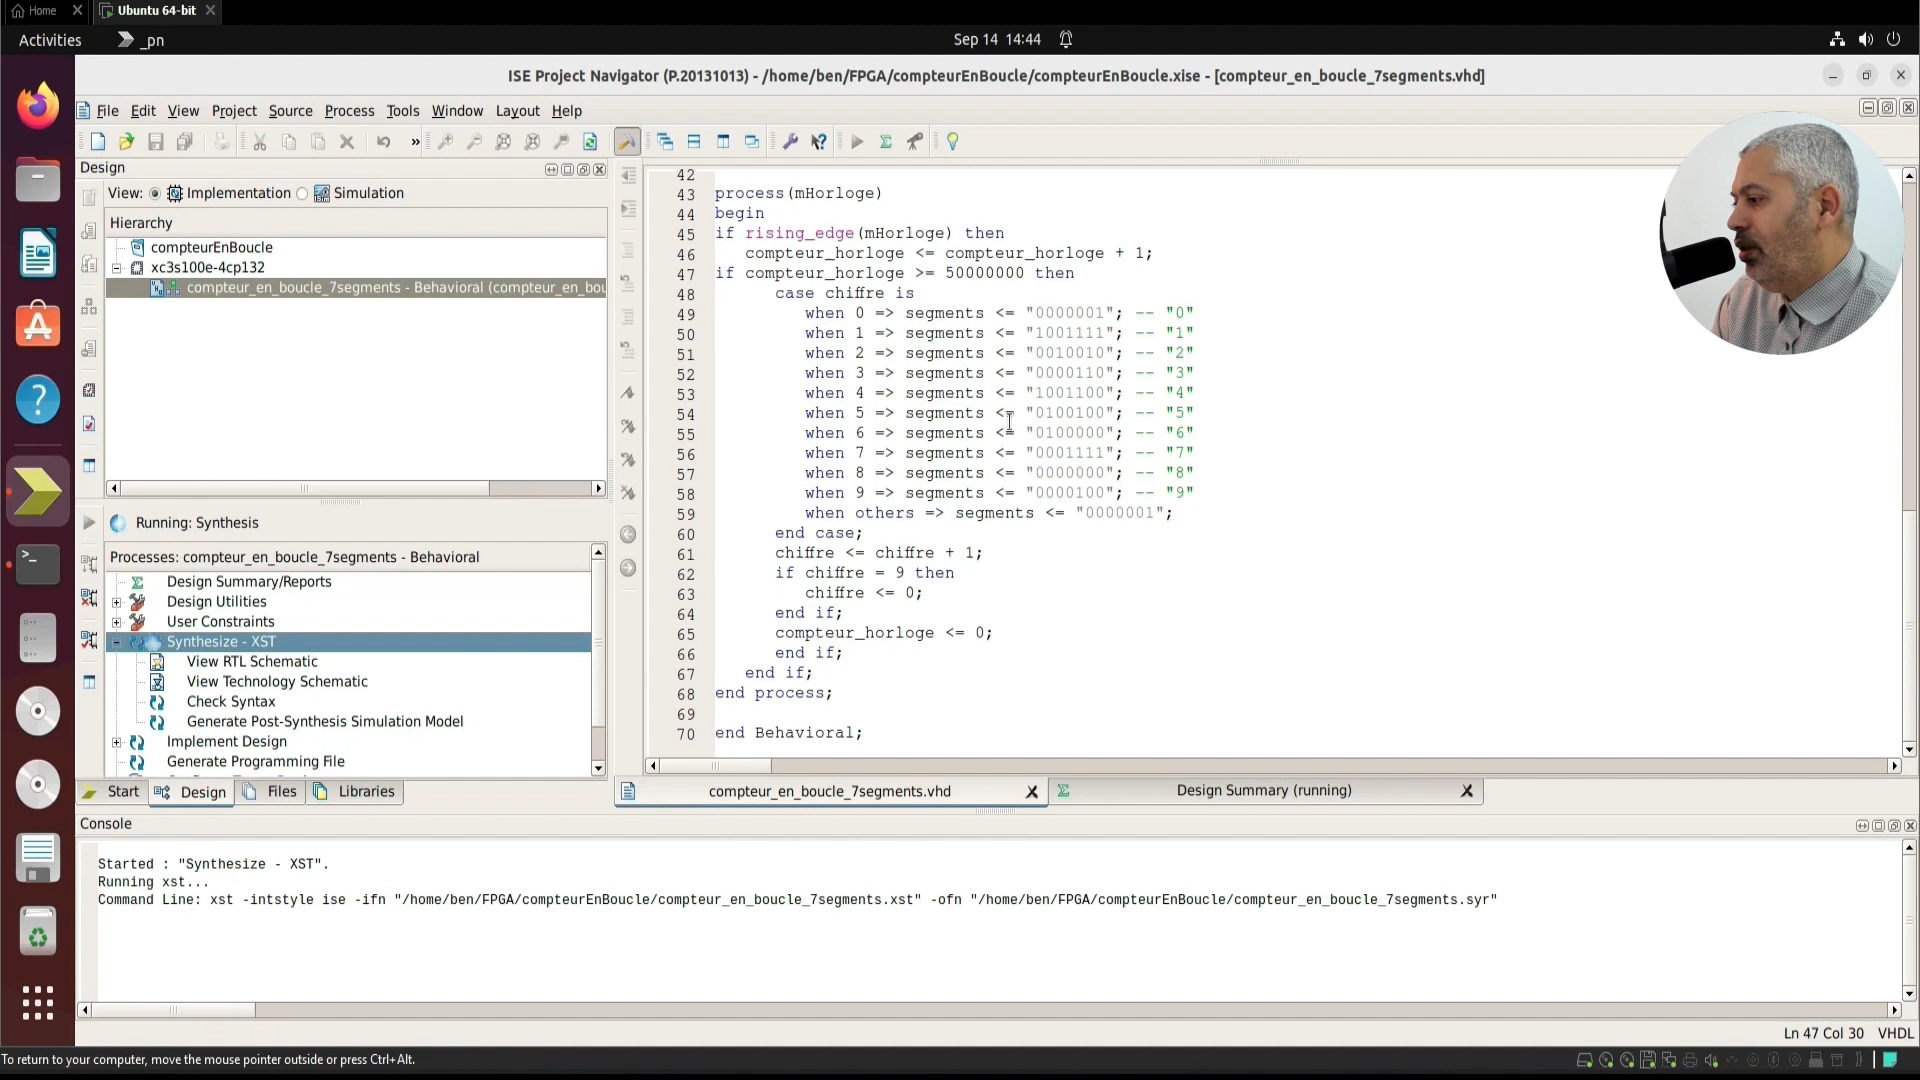 Home
Ubuntu 64-bit
Activities
_pn
Sep 14 14:44
ISE Project Navigator (P.20131013) - /home/ben/FPGA/compteurEnBoucle/compteurEnBoucle.xise - [compteur_en_boucle_7segments.vhd]
File Edit View Project Source Process Tools Window Layout Help
»
Design
View: Implementation Simulation
Hierarchy
compteurEnBoucle
xc3s100e-4cp132
compteur_en_boucle_7segments - Behavioral (compteur_en_bou
Running: Synthesis
Processes: compteur_en_boucle_7segments - Behavioral
Design Summary/Reports
Design Utilities
User Constraints
Synthesize - XST
View RTL Schematic
View Technology Schematic
Check Syntax
Generate Post-Synthesis Simulation Model
Implement Design
Generate Programming File
Start Design Files Libraries
42
43 process(mHorloge)
44 begin
45 if rising_edge(mHorloge) then
46 compteur_horloge <= compteur_horloge + 1;
47 if compteur_horloge >= 50000000 then
48 case chiffre is
49 when 0 => segments <= "0000001"; -- "0"
50 when 1 => segments <= "1001111"; -- "1"
51 when 2 => segments <= "0010010"; -- "2"
52 when 3 => segments <= "0000110"; -- "3"
53 when 4 => segments <= "1001100"; -- "4"
54 when 5 => segments <= "0100100"; -- "5"
55 when 6 => segments <= "0100000"; -- "6"
56 when 7 => segments <= "0001111"; -- "7"
57 when 8 => segments <= "0000000"; -- "8"
58 when 9 => segments <= "0000100"; -- "9"
59 when others => segments <= "0000001";
60 end case;
61 chiffre <= chiffre + 1;
62 if chiffre = 9 then
63 chiffre <= 0;
64 end if;
65 compteur_horloge <= 0;
66 end if;
67 end if;
68 end process;
69
70 end Behavioral;
compteur_en_boucle_7segments.vhd
Design Summary (running)
Console
Started : "Synthesize - XST".
Running xst...
Command Line: xst -intstyle ise -ifn "/home/ben/FPGA/compteurEnBoucle/compteur_en_boucle_7segments.xst" -ofn "/home/ben/FPGA/compteurEnBoucle/compteur_en_boucle_7segments.syr"
Ln 47 Col 30 VHDL
To return to your computer, move the mouse pointer outside or press Ctrl+Alt.